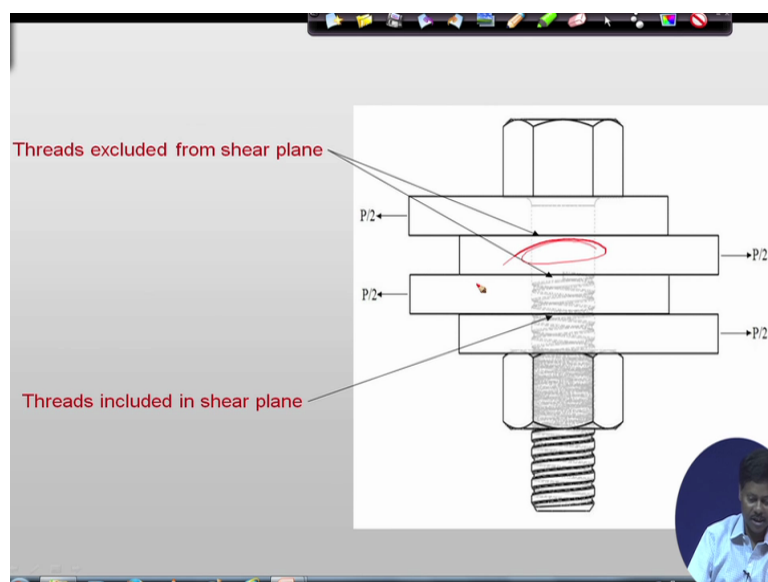 Threads excluded from shear plane
P/2
P/2
P/2
P/2
Threads included in shear plane